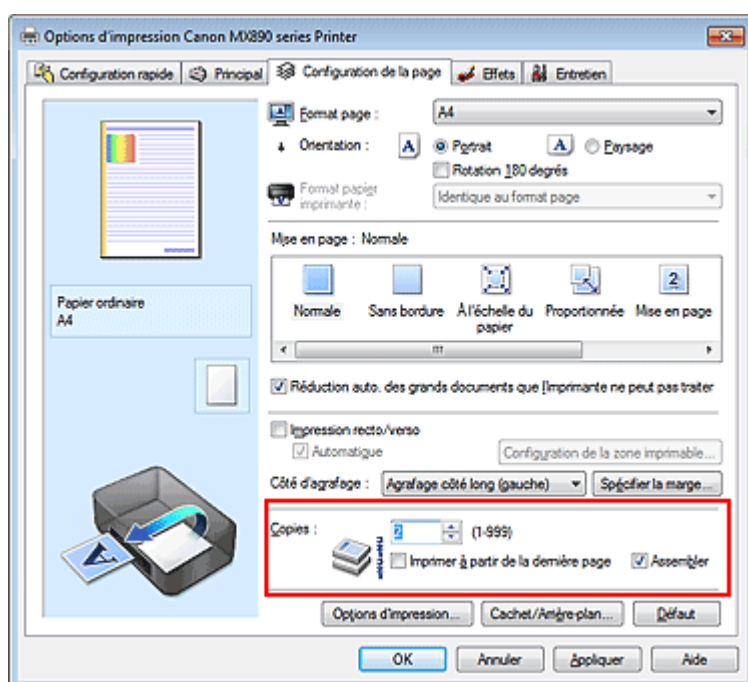 Options d'impression Canon MX890 series Printer
Configuration rapide Principal Configuration de la page Effets Entretien
Format page : A4
Orientation : A Portrait A Paysage
Rotation 180 degrés
Format papier imprimante : Identique au format page
Mise en page : Normale
Normale Sans bordure À l'échelle du papier Proportionnée Mise en page
Papier ordinaire
A4
Réduction auto. des grands documents que l'imprimante ne peut pas traiter
Impression recto/verso
Automatique Configuration de la zone imprimable...
Côté d'agrafage : Agrafage côté long (gauche) Spécifier la marge...
Copies : 2 (1-999)
Imprimer à partir de la dernière page Assembler
Options d'impression... Cachet/Arrière-plan... Défaut
OK Annuler Appliquer Aide